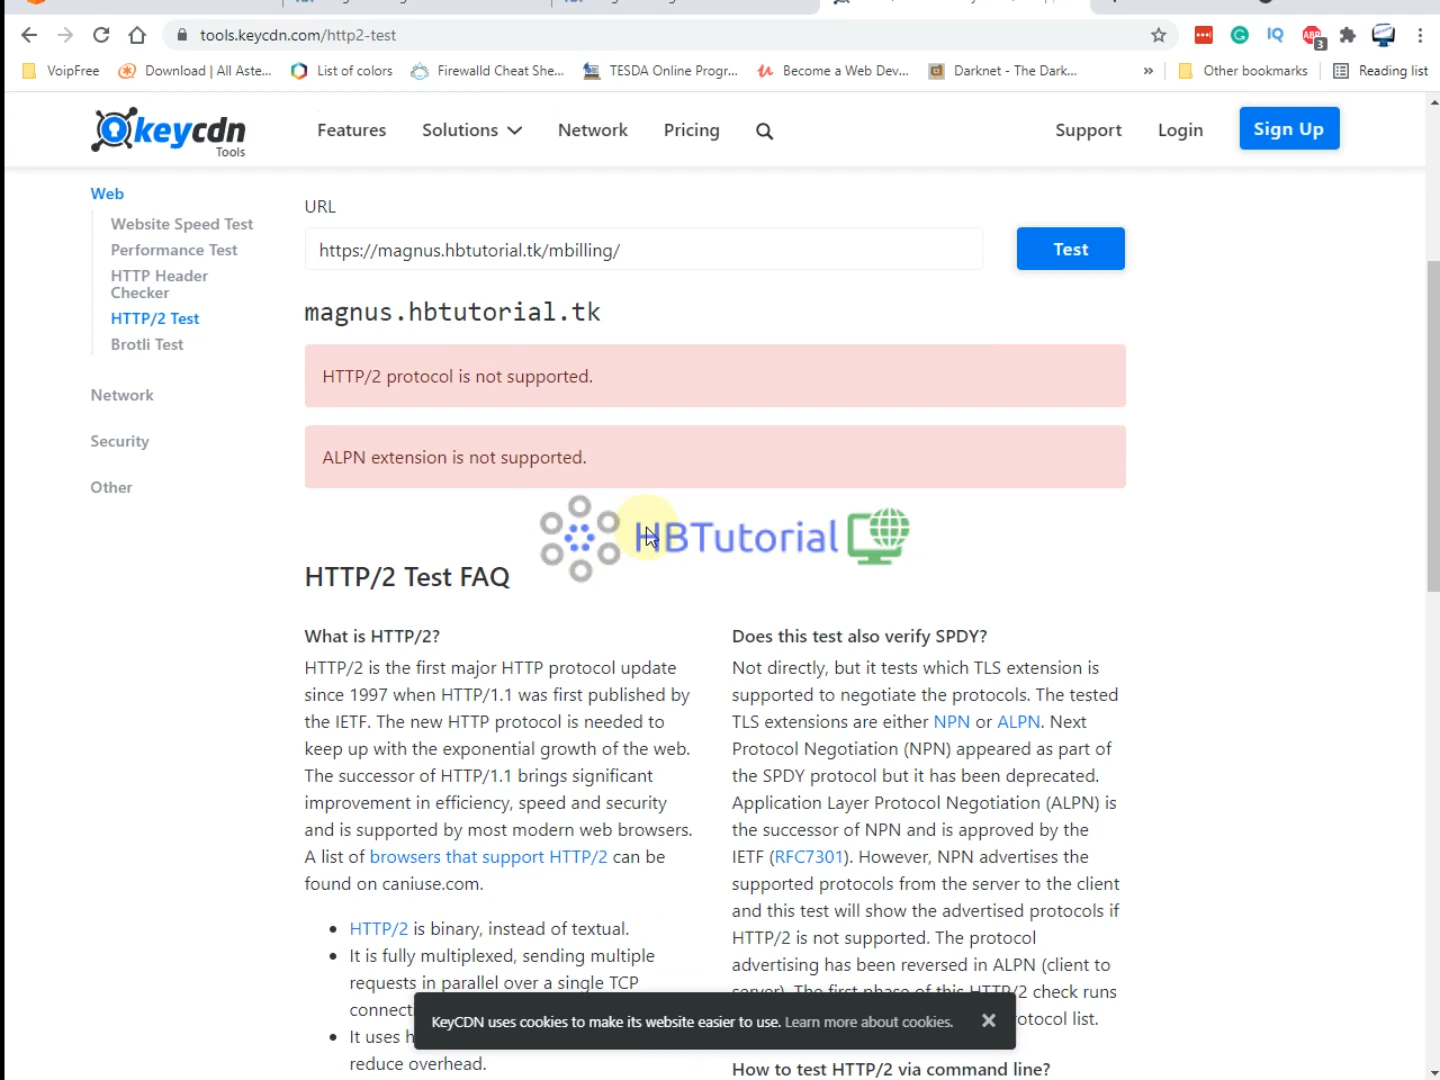 tools.keycdn.com/http2-test
3
VoipFree
Download | All Aste...
List of colors
Firewalld Cheat She...
TESDA Online Progr...
Become a Web Dev...
Darknet - The Dark...
»
Other bookmarks
Reading list
keycdn
Tools
Features
Solutions
Network
Pricing
Support
Login
Sign Up
Web
Website Speed Test
Performance Test
HTTP Header
Checker
HTTP/2 Test
Brotli Test
Network
Security
Other
URL
https://magnus.hbtutorial.tk/mbilling/
Test
magnus.hbtutorial.tk
HTTP/2 protocol is not supported.
ALPN extension is not supported.
HBTutorial
HTTP/2 Test FAQ
What is HTTP/2?
HTTP/2 is the first major HTTP protocol update
since 1997 when HTTP/1.1 was first published by
the IETF. The new HTTP protocol is needed to
keep up with the exponential growth of the web.
The successor of HTTP/1.1 brings significant
improvement in efficiency, speed and security
and is supported by most modern web browsers.
A list of browsers that support HTTP/2 can be
found on caniuse.com.
• HTTP/2 is binary, instead of textual.
• It is fully multiplexed, sending multiple
requests in parallel over a single TCP
• It uses
reduce overhead.
Does this test also verify SPDY?
Not directly, but it tests which TLS extension is
supported to negotiate the protocols. The tested
TLS extensions are either NPN or ALPN. Next
Protocol Negotiation (NPN) appeared as part of
the SPDY protocol but it has been deprecated.
Application Layer Protocol Negotiation (ALPN) is
the successor of NPN and is approved by the
IETF (RFC7301). However, NPN advertises the
supported protocols from the server to the client
and this test will show the advertised protocols if
HTTP/2 is not supported. The protocol
advertising has been reversed in ALPN (client to
server). The first phase of this HTTP/2 check runs
otocol list.
How to test HTTP/2 via command line?
KeyCDN uses cookies to make its website easier to use. Learn more about cookies.